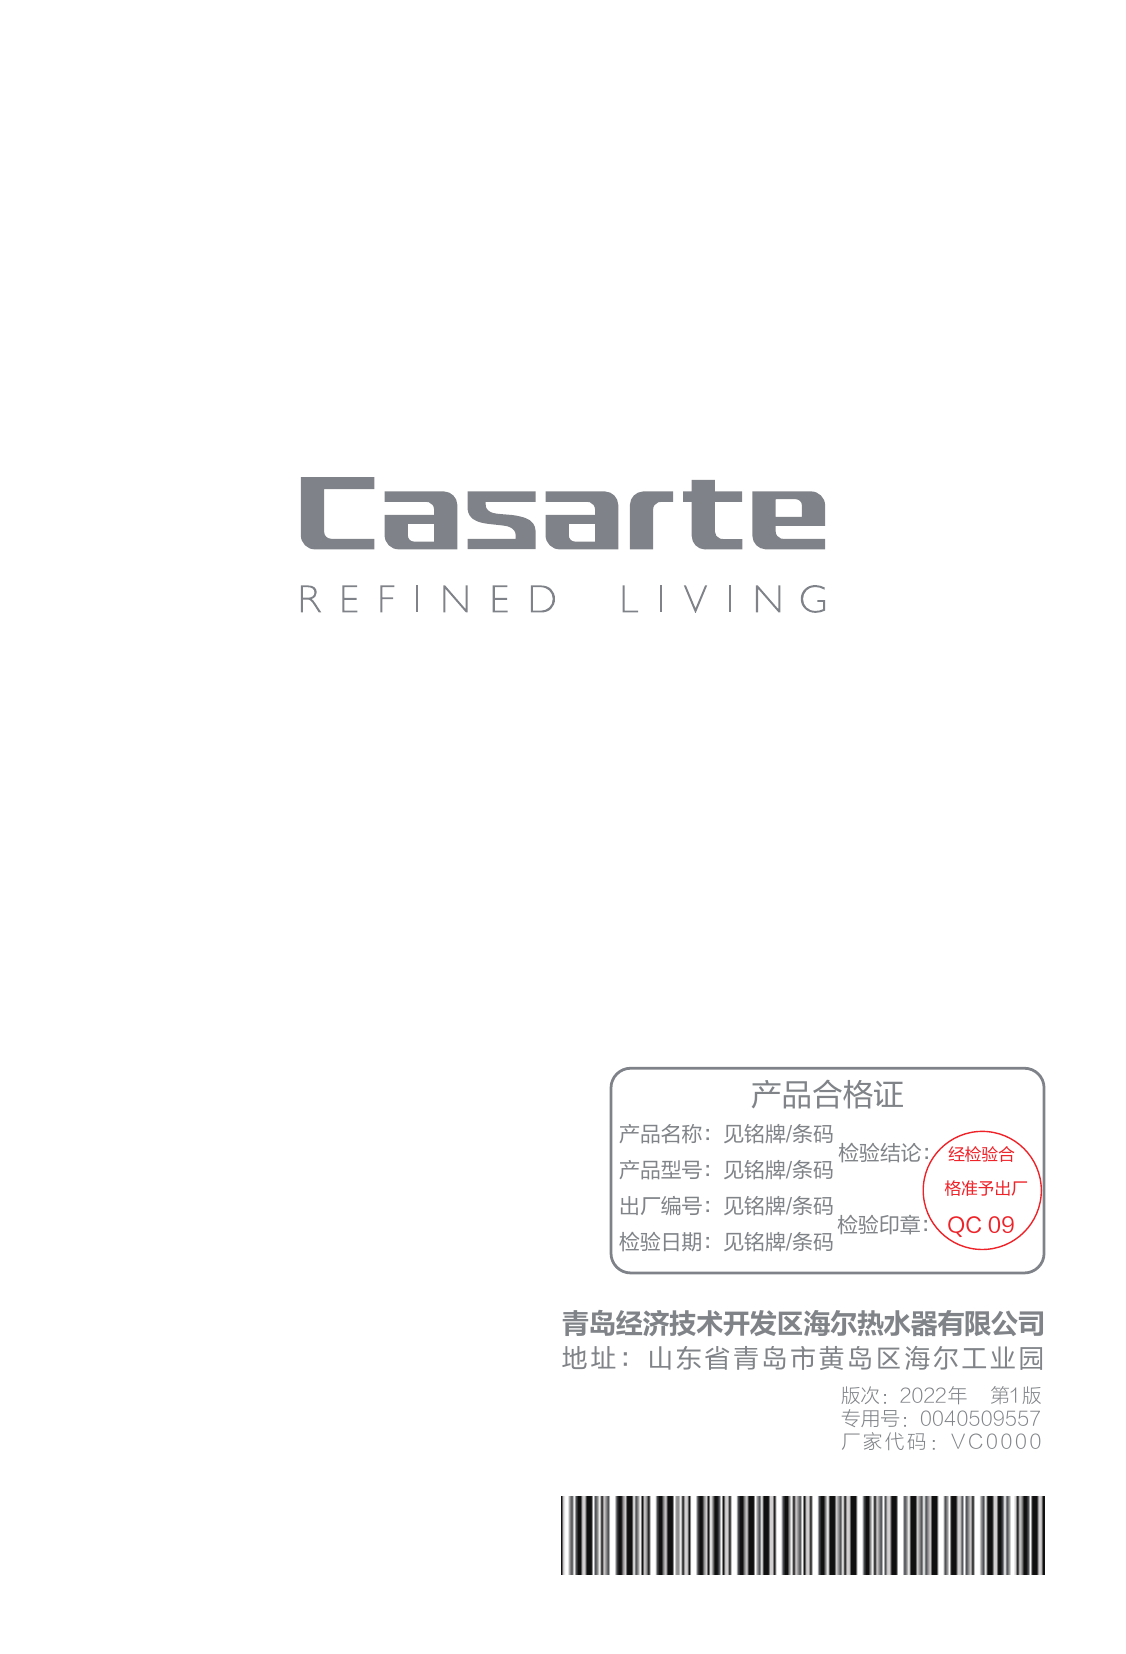 Casarte
REFINED LIVING
产品合格证
产品名称：见铭牌/条码
产品型号：见铭牌/条码
出厂编号：见铭牌/条码
检验日期：见铭牌/条码
检验结论：
检验印章：
经检验合
格准予出厂
QC 09
青岛经济技术开发区海尔热水器有限公司
地址：山东省青岛市黄岛区海尔工业园
版次：2022年 第1版
专用号：0040509557
厂家代码：VC0000